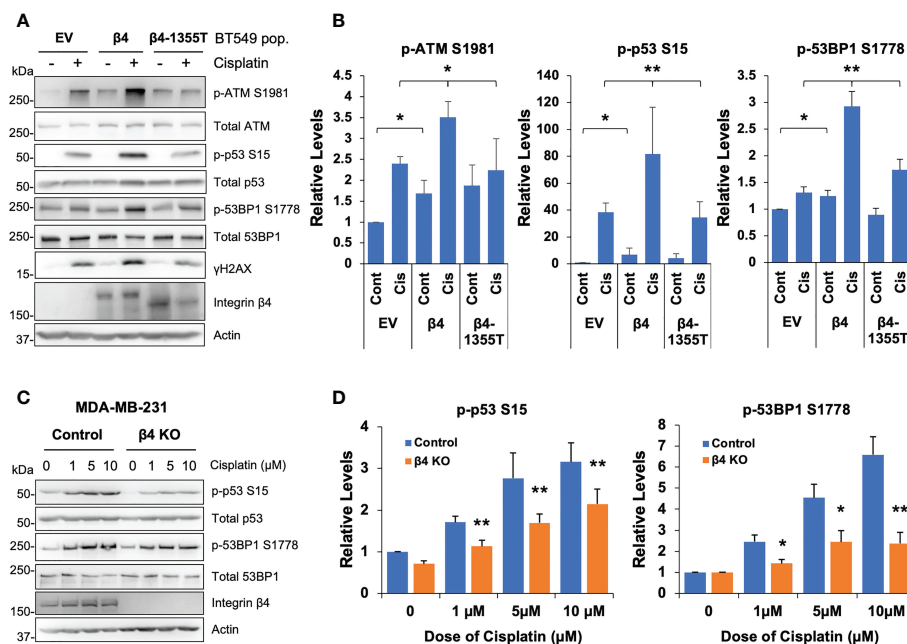 A
EV β4 β4-1355T BT549 pop.
- + - + - + Cisplatin
kDa
250- p-ATM S1981
250- Total ATM
50- p-p53 S15
50- Total p53
250- p-53BP1 S1778
250- Total 53BP1
15- γH2AX
150- Integrin β4
37- Actin
B
p-ATM S1981
Relative Levels
4.5
4
3.5
3
2.5
2
1.5
1
0.5
0
*
*
Cont Cis Cont Cis Cont Cis
EV β4 β4-
1355T
p-p53 S15
Relative Levels
120
100
80
60
40
20
0
**
*
Cont Cis Cont Cis Cont Cis
EV β4 β4-
1355T
p-53BP1 S1778
Relative Levels
3.5
3
2.5
2
1.5
1
0.5
0
**
*
Cont Cis Cont Cis Cont Cis
EV β4 β4-
1355T
C
MDA-MB-231
Control β4 KO
kDa 0 1 5 10 0 1 5 10 Cisplatin (µM)
50- p-p53 S15
50- Total p53
250- p-53BP1 S1778
250- Total 53BP1
150- Integrin β4
37- Actin
D
p-p53 S15
Relative Levels
4
3
2
1
0
Control
β4 KO
**
**
**
0 1 µM 5µM 10 µM
Dose of Cisplatin (µM)
p-53BP1 S1778
Relative Levels
8
7
6
5
4
3
2
1
0
Control
β4 KO
*
*
**
0 1µM 5 µM 10 µM
Dose of Cisplatin (µM)